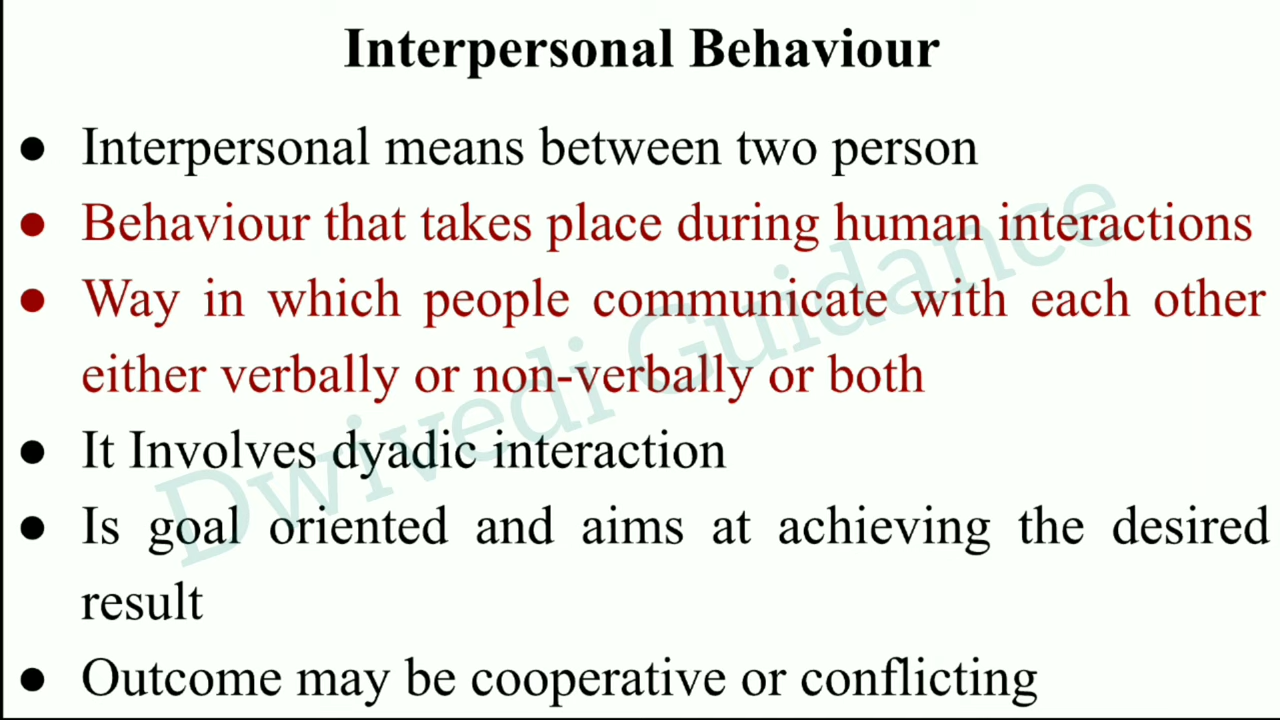 Interpersonal Behaviour
● Interpersonal means between two person
● Behaviour that takes place during human interactions
● Way in which people communicate with each other
either verbally or non-verbally or both
● It Involves dyadic interaction
● Is goal oriented and aims at achieving the desired
result
● Outcome may be cooperative or conflicting
Dwivedi Guidance